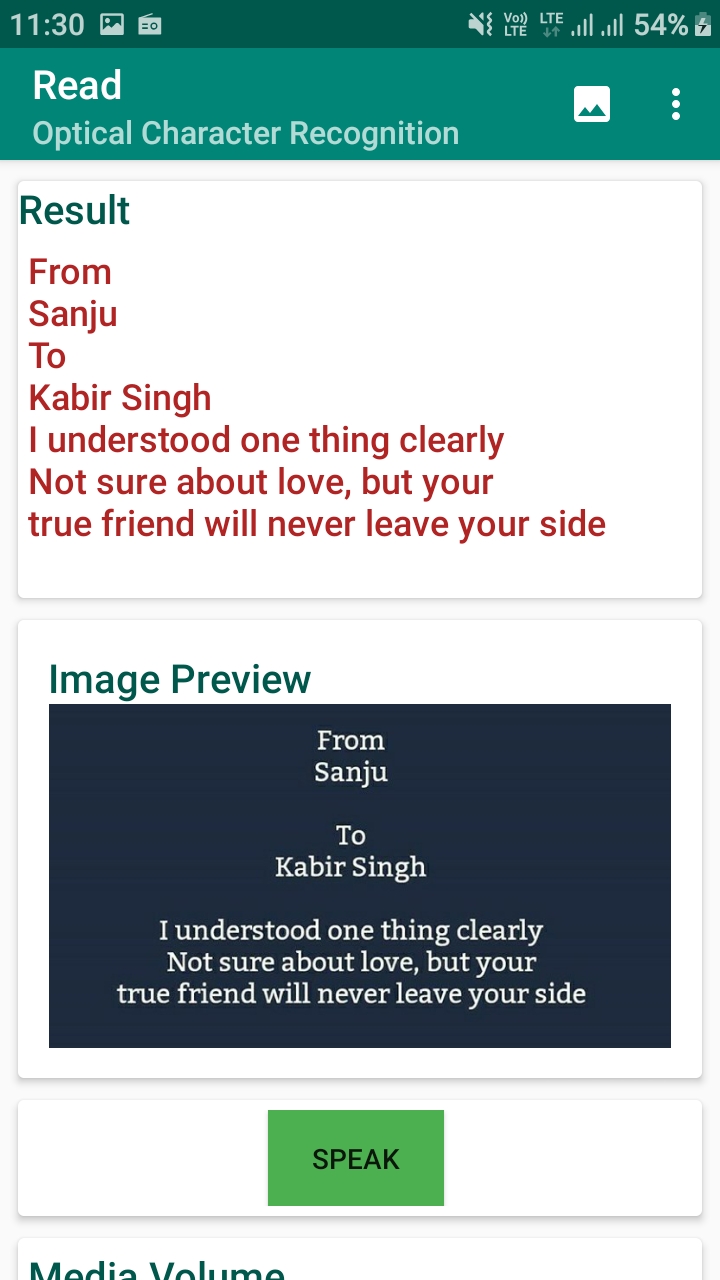 11:30 Vo)) LTE LTE 54%
Read
Optical Character Recognition
Result
From
Sanju
To
Kabir Singh
I understood one thing clearly
Not sure about love, but your
true friend will never leave your side
Image Preview
From
Sanju
To
Kabir Singh
I understood one thing clearly
Not sure about love, but your
true friend will never leave your side
SPEAK
Media Volume